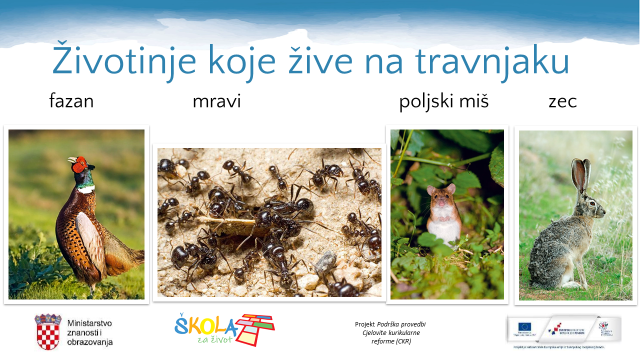 Životinje koje žive na travnjaku
fazan mravi poljski miš zec
Ministarstvo
znanosti i
obrazovanja
ŠKOLA
za život
Projekt Podrška provedbi
Cjelovite kurikularne
reforme (CKR)